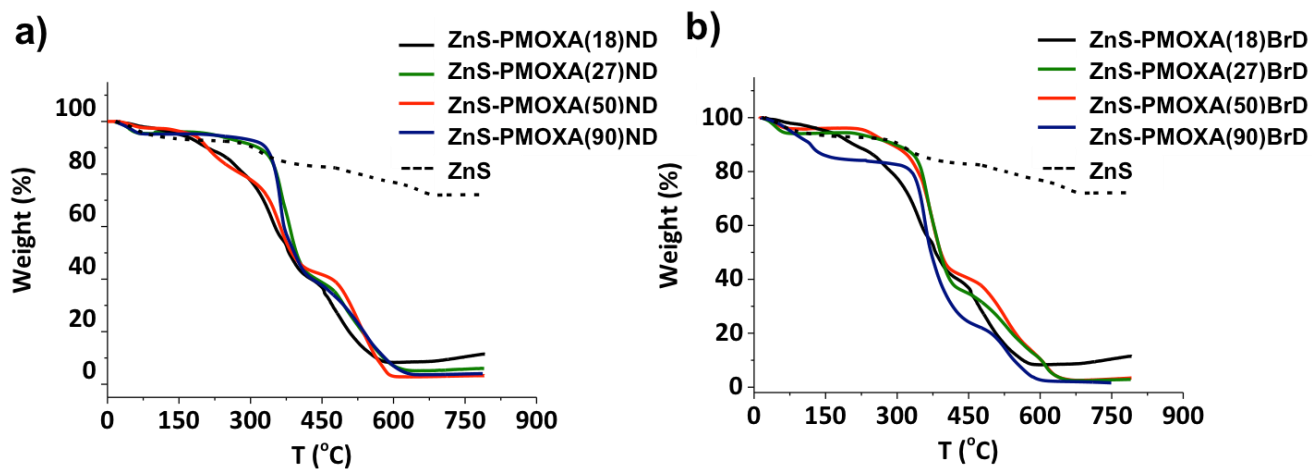 a)
ZnS-PMOXA(18)ND
ZnS-PMOXA(27)ND
ZnS-PMOXA(50)ND
ZnS-PMOXA(90)ND
ZnS
Weight (%)
100
80
60
40
20
0
0 150 300 450 600 750 900
T (°C)
b)
ZnS-PMOXA(18)BrD
ZnS-PMOXA(27)BrD
ZnS-PMOXA(50)BrD
ZnS-PMOXA(90)BrD
ZnS
Weight (%)
100
80
60
40
20
0
0 150 300 450 600 750 900
T (°C)